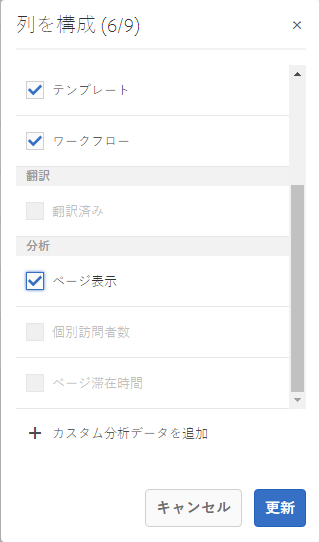 列を構成 (6/9)
テンプレート
ワークフロー
翻訳
翻訳済み
分析
ページ表示
個別訪問者数
ページ滞在時間
カスタム分析データを追加
キャンセル 更新